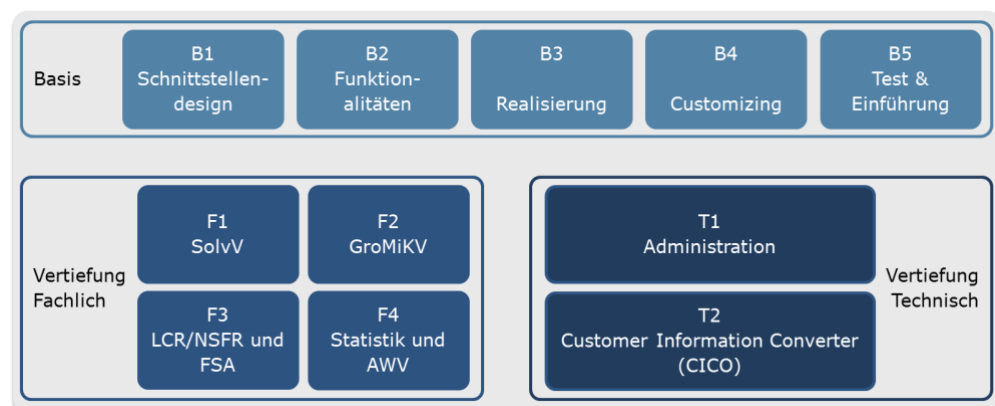 Basis
B1
Schnittstellen-
design
B2
Funktion-
alitäten
B3
Realisierung
B4
Customizing
B5
Test &
Einführung
Vertiefung
Fachlich
F1
SolvV
F2
GroMiKV
F3
LCR/NSFR und
FSA
F4
Statistik und
AWV
T1
Administration
T2
Customer Information Converter
(CICO)
Vertiefung
Technisch